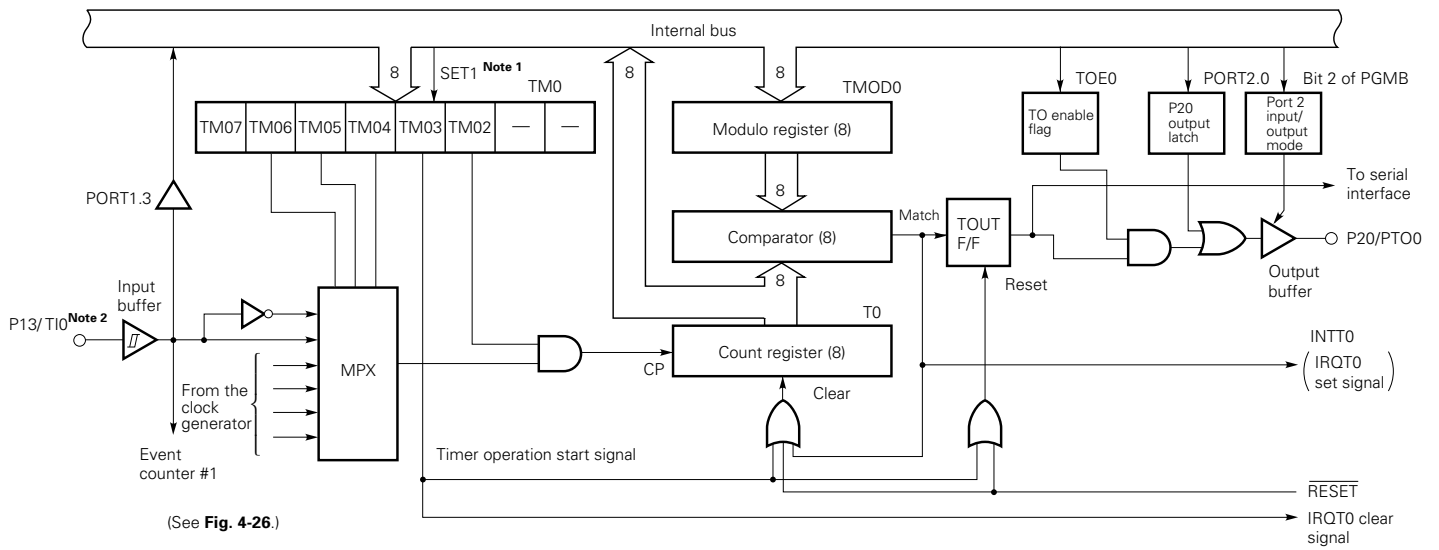 Internal bus
8
SET1 Note 1
TM0
8
8
TMOD0
TOE0
PORT2.0
Bit 2 of PGMB
TM07 TM06 TM05 TM04 TM03 TM02 — —
Modulo register (8)
TO enable
flag
P20
output
latch
Port 2
input/
output
mode
PORT1.3
8
To serial
interface
Match
Comparator (8)
TOUT
F/F
P20/PTO0
8
Reset
Output
buffer
Input
buffer
P13/ TI0 Note 2
T0
MPX
CP
Count register (8)
Clear
INTT0
(IRQT0
set signal)
From the
clock
generator
Event
counter #1
Timer operation start signal
RESET
(See Fig. 4-26.)
IRQT0 clear
signal